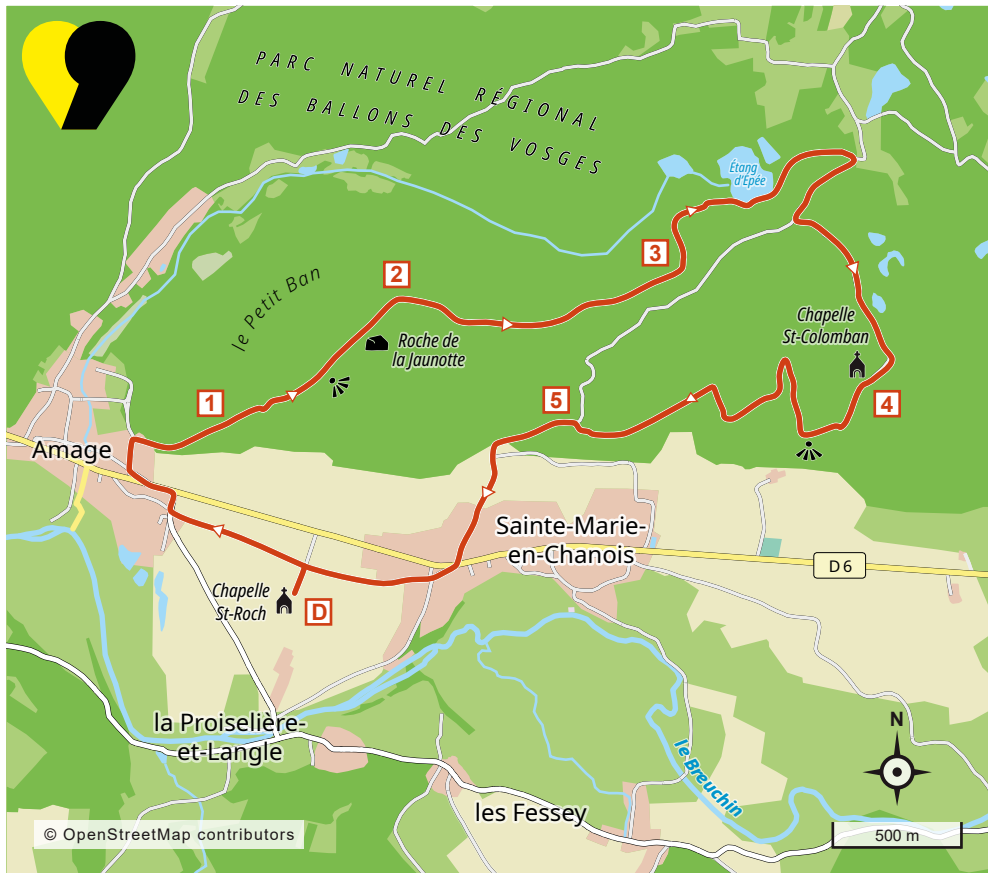 PARC NATUREL RÉGIONAL
DES BALLONS DES VOSGES
Étang
d'Épée
3
2
le Petit Ban
Roche de
la Jaunotte
Chapelle
St-Colomban
1
5
4
Amage
Sainte-Marie-
en-Chanois
D 6
Chapelle
St-Roch
D
la Proiselière-
et-Langle
N
le Breuchin
les Fessey
© OpenStreetMap contributors
500 m